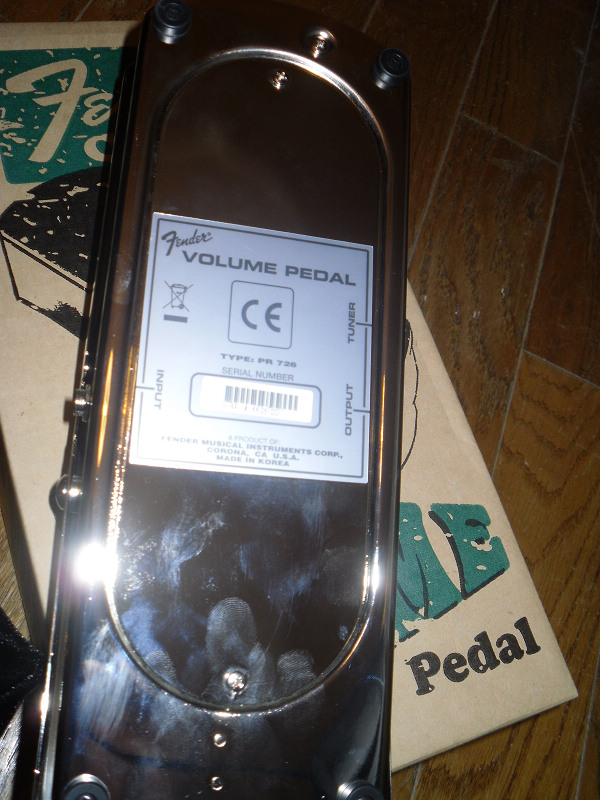 Fender
VOLUME PEDAL
CE
TUNER
TYPE: PR 726
SERIAL NUMBER
INPUT
OUTPUT
A PRODUCT OF:
FENDER MUSICAL INSTRUMENTS CORP.,
CORONA, CA U.S.A.
MADE IN KOREA
ME
Pedal